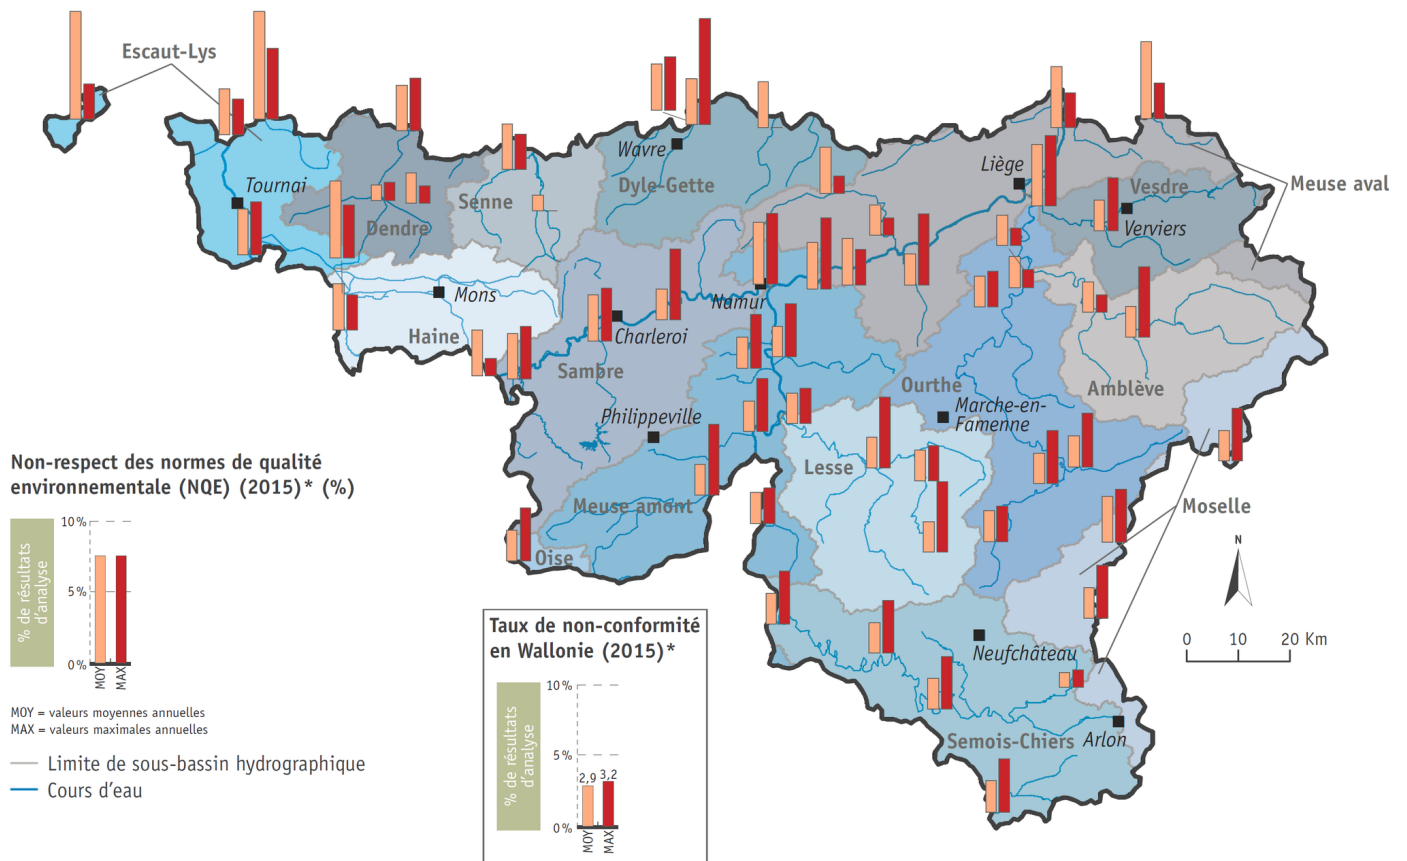 Escaut-Lys
Wavre
Dyle-Gette
Liège
Meuse aval
Vesdre
Verviers
Tournai
Senne
Dendre
Mons
Namur
Haine
Charleroi
Sambre
Ourthe
Amblève
Marche-en-
Famenne
Philippeville
Lesse
Meuse amont
Moselle
Oise
Neufchâteau
Semois-Chiers
Arlon
N
0 10 20 Km
Non-respect des normes de qualité
environnementale (NQE) (2015)* (%)
% de résultats
d'analyse
10%
5%
0%
MOY
MAX
MOY = valeurs moyennes annuelles
MAX = valeurs maximales annuelles
Limite de sous-bassin hydrographique
Cours d'eau
Taux de non-conformité
en Wallonie (2015)*
% de résultats
d'analyse
10%
5%
0%
2,9
3,2
MOY
MAX